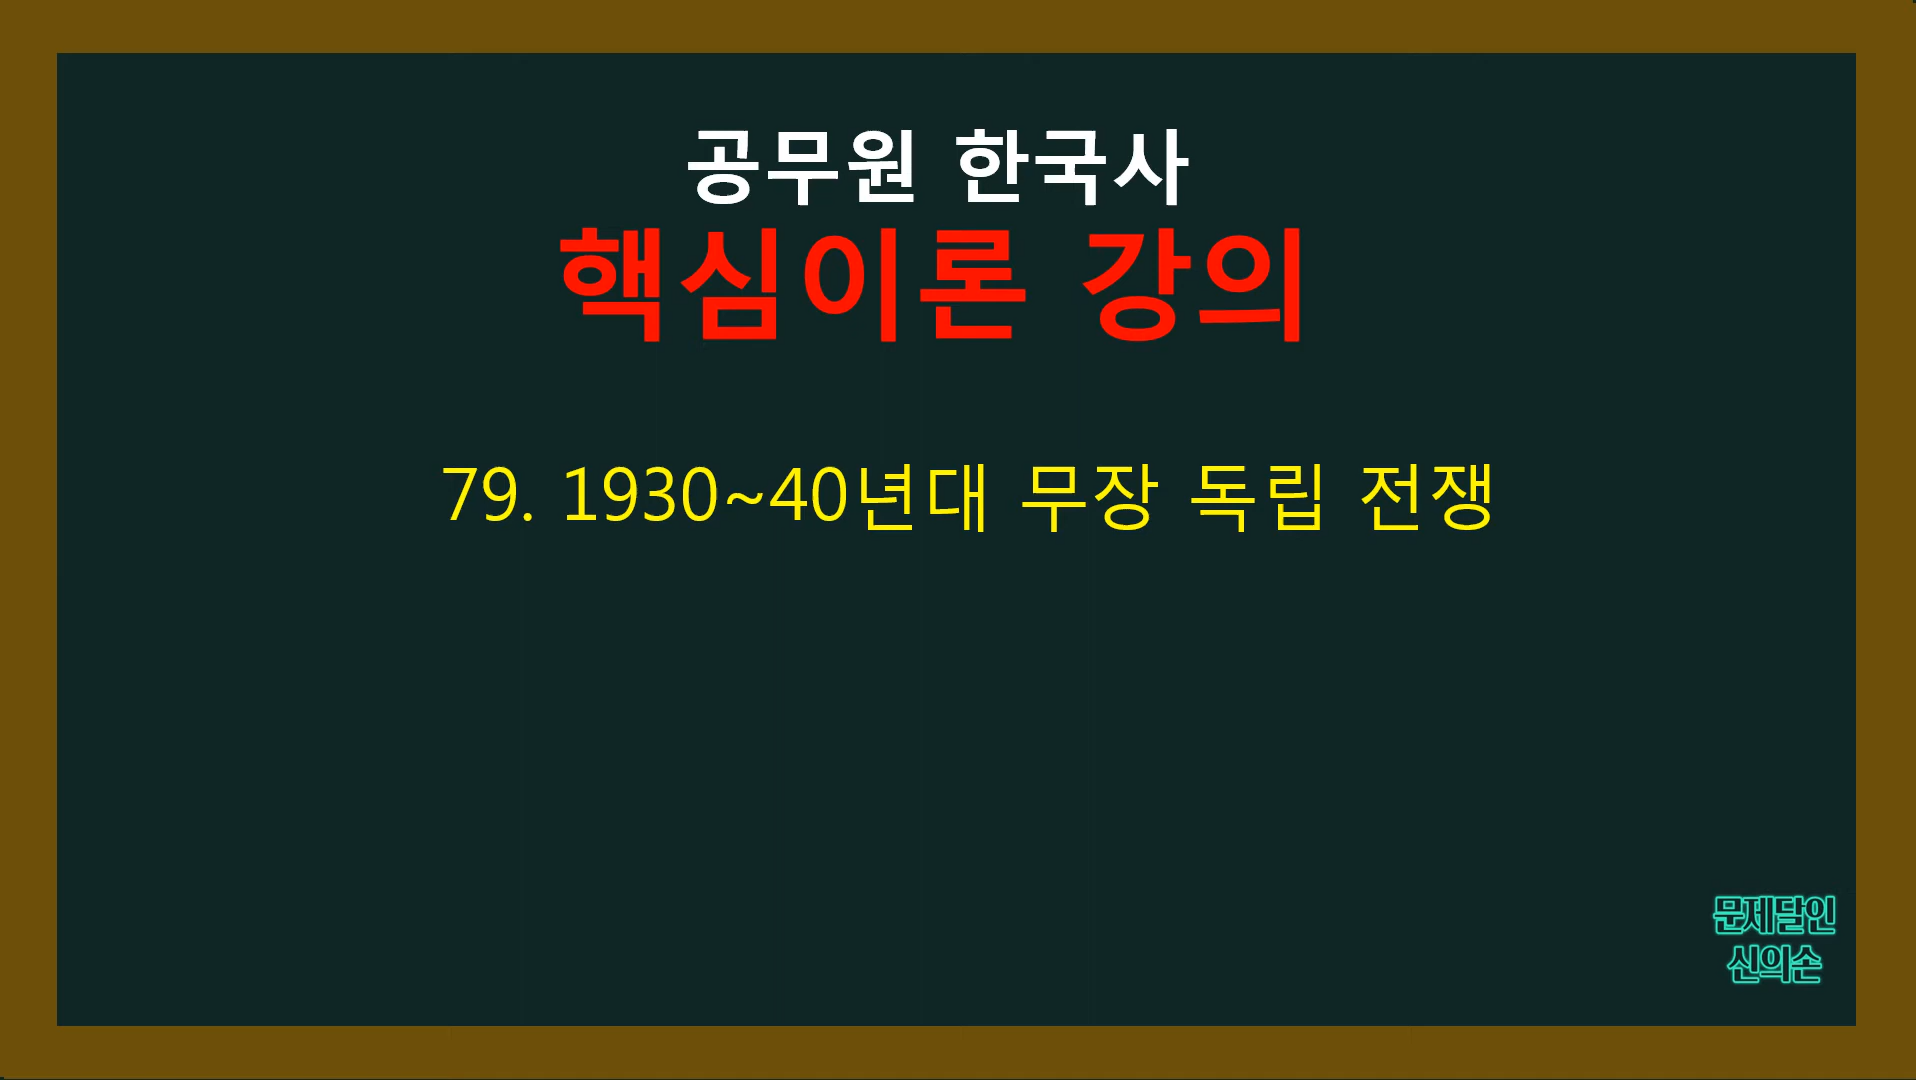 공무원 한국사
핵심이론 강의
79. 1930~40년대 무장 독립 전쟁
문제달인
신의손